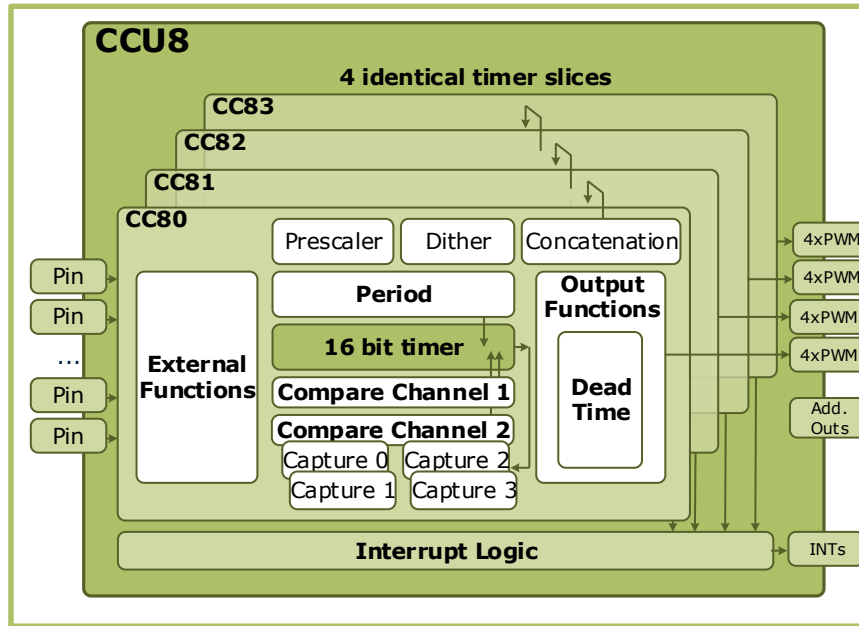 CCU8
4 identical timer slices
CC83
CC82
CC81
CC80
Prescaler
Dither
Concatenation
Pin
Pin
...
Pin
Pin
External
Functions
Period
16 bit timer
Compare Channel 1
Compare Channel 2
Capture 0
Capture 2
Capture 1
Capture 3
Output
Functions
Dead
Time
4xPWM
4xPWM
4xPWM
4xPWM
Add.
Outs
Interrupt Logic
INTs